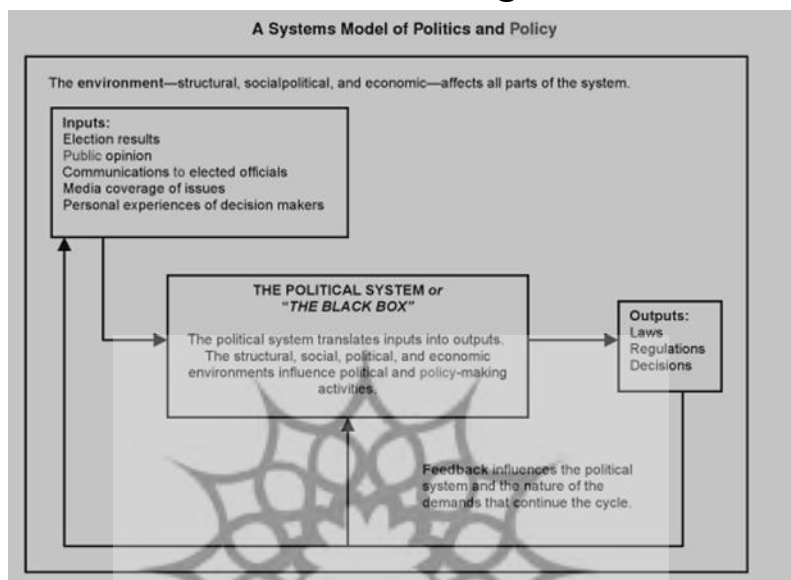 A Systems Model of Politics and Policy
The environment—structural, socialpolitical, and economic—affects all parts of the system.
Inputs:
Election results
Public opinion
Communications to elected officials
Media coverage of issues
Personal experiences of decision makers
THE POLITICAL SYSTEM or
"THE BLACK BOX"
The political system translates inputs into outputs.
The structural, social, political, and economic
environments influence political and policy-making
activities.
Outputs:
Laws
Regulations
Decisions
Feedback influences the political
system and the nature of the
demands that continue the cycle.